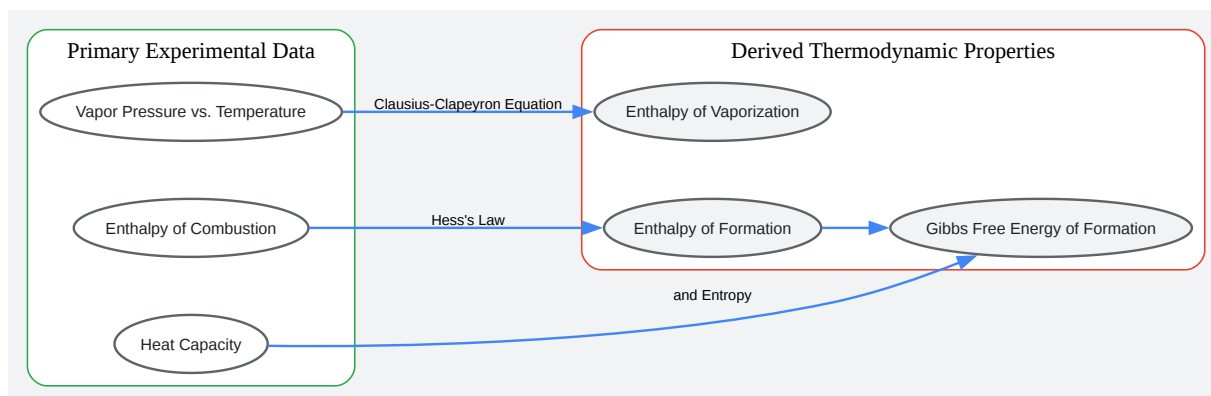 Primary Experimental Data
Derived Thermodynamic Properties
Vapor Pressure vs. Temperature
Clausius-Clapeyron Equation
Enthalpy of Vaporization
Enthalpy of Combustion
Hess's Law
Enthalpy of Formation
Gibbs Free Energy of Formation
and Entropy
Heat Capacity